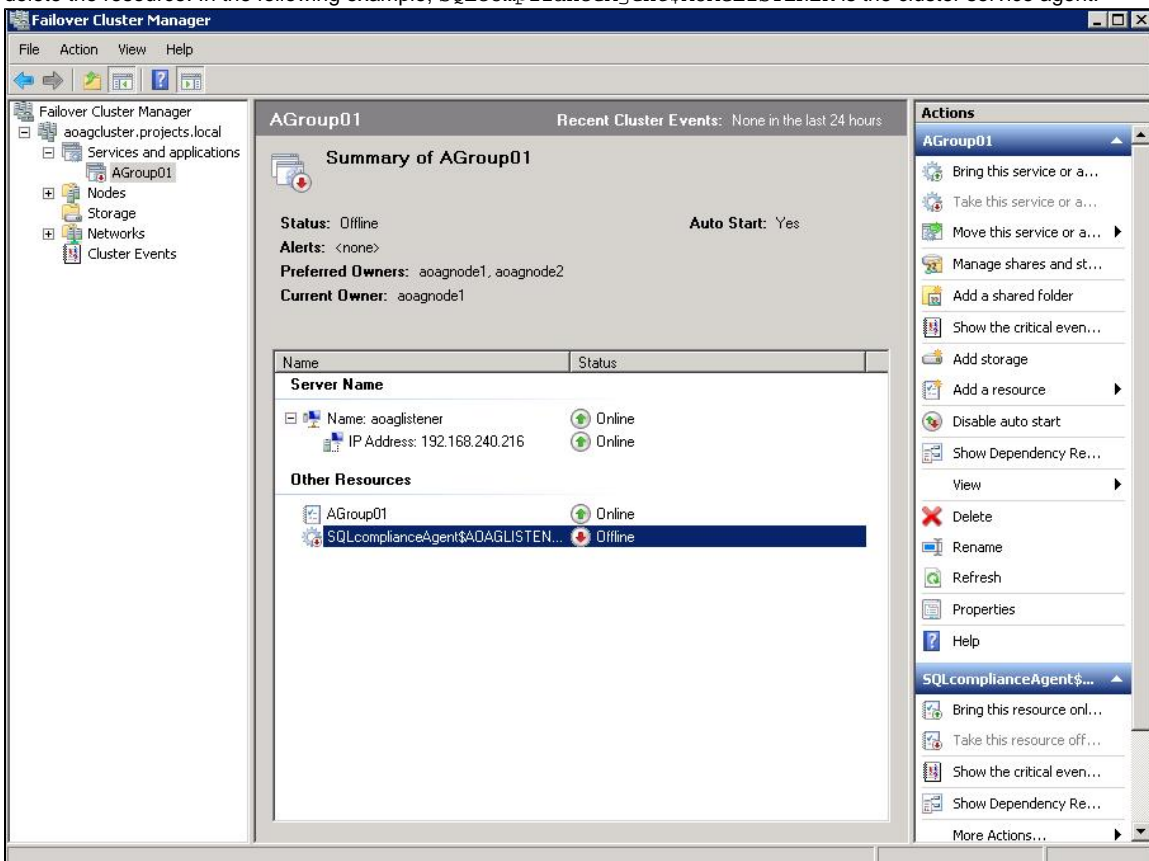 Failover Cluster Manager
File Action View Help
Failover Cluster Manager
aoagcluster.projects.local
Services and applications
AGroup01
Nodes
Storage
Networks
Cluster Events
AGroup01 Recent Cluster Events: None in the last 24 hours
Summary of AGroup01
Status: Offline Auto Start: Yes
Alerts: <none>
Preferred Owners: aoagnode1, aoagnode2
Current Owner: aoagnode1
Name Status
Server Name
Name: aoaglistener Online
IP Address: 192.168.240.216 Online
Other Resources
AGroup01 Online
SQLcomplianceAgent$AOAGLISTEN... Offline
Actions
AGroup01
Bring this service or a...
Take this service or a...
Move this service or a...
Manage shares and st...
Add a shared folder
Show the critical even...
Add storage
Add a resource
Disable auto start
Show Dependency Re...
View
Delete
Rename
Refresh
Properties
Help
SQLcomplianceAgent$...
Bring this resource onl...
Take this resource off...
Show the critical even...
Show Dependency Re...
More Actions...